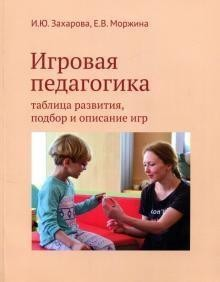 И.Ю. Захарова, Е.В. Моржина
Игровая
педагогика
таблица развития,
подбор и описание игр